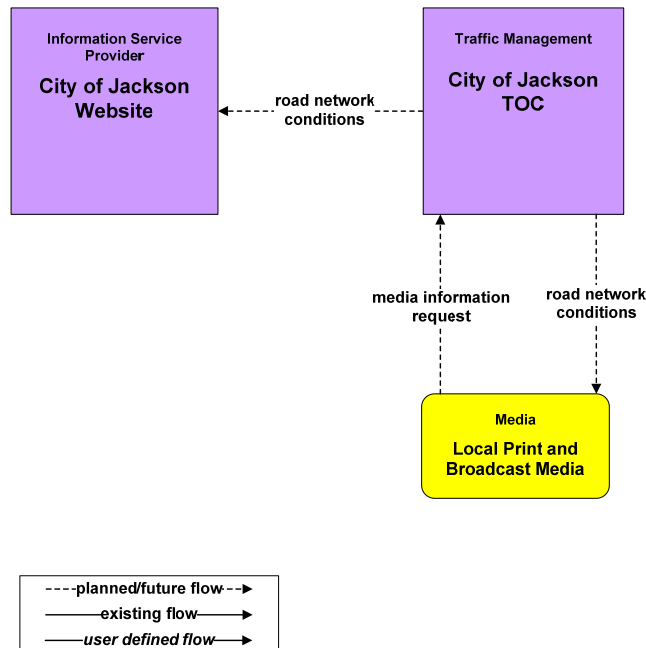 Information Service
Provider
City of Jackson
Website
road network
conditions
Traffic Management
City of Jackson
TOC
media information
request
road network
conditions
Media
Local Print and
Broadcast Media
planned/future flow
existing flow
user defined flow